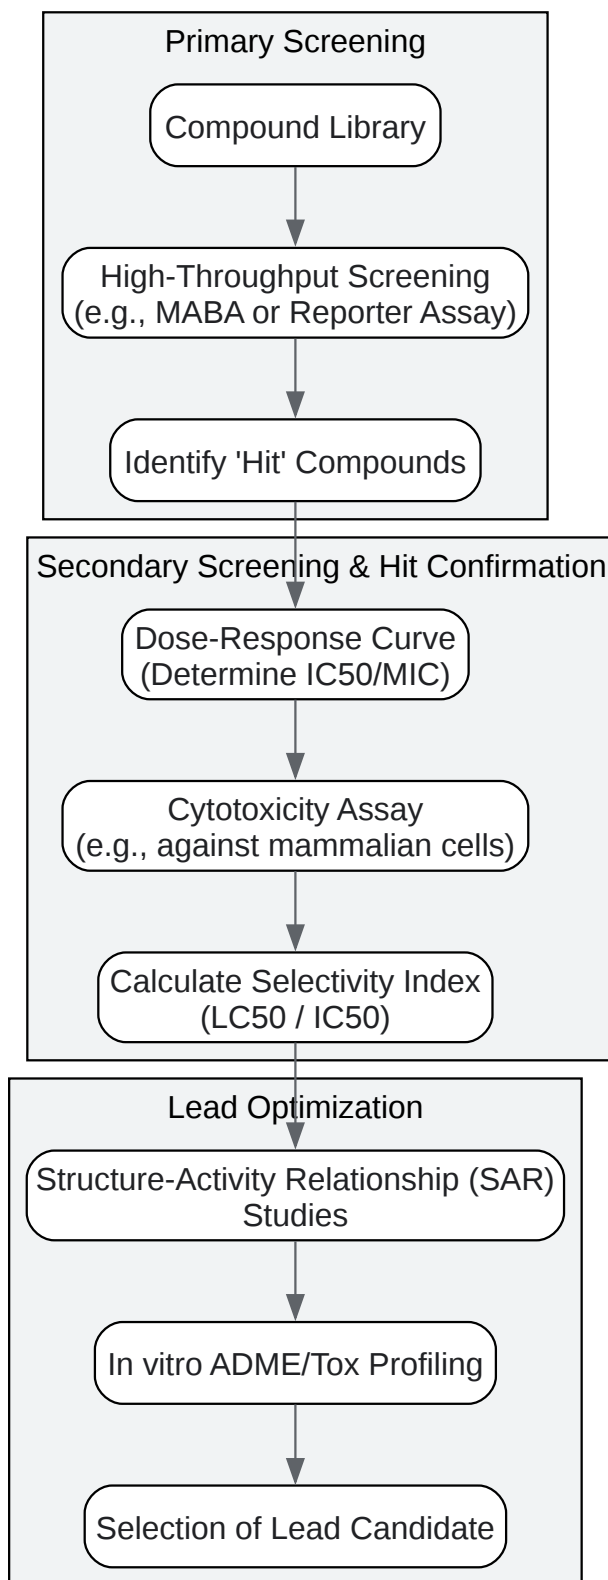 Primary Screening
Compound Library
High-Throughput Screening
(e.g., MABA or Reporter Assay)
Identify 'Hit' Compounds
Secondary Screening & Hit Confirmation
Dose-Response Curve
(Determine IC50/MIC)
Cytotoxicity Assay
(e.g., against mammalian cells)
Calculate Selectivity Index
(LC50 / IC50)
Lead Optimization
Structure-Activity Relationship (SAR)
Studies
In vitro ADME/Tox Profiling
Selection of Lead Candidate